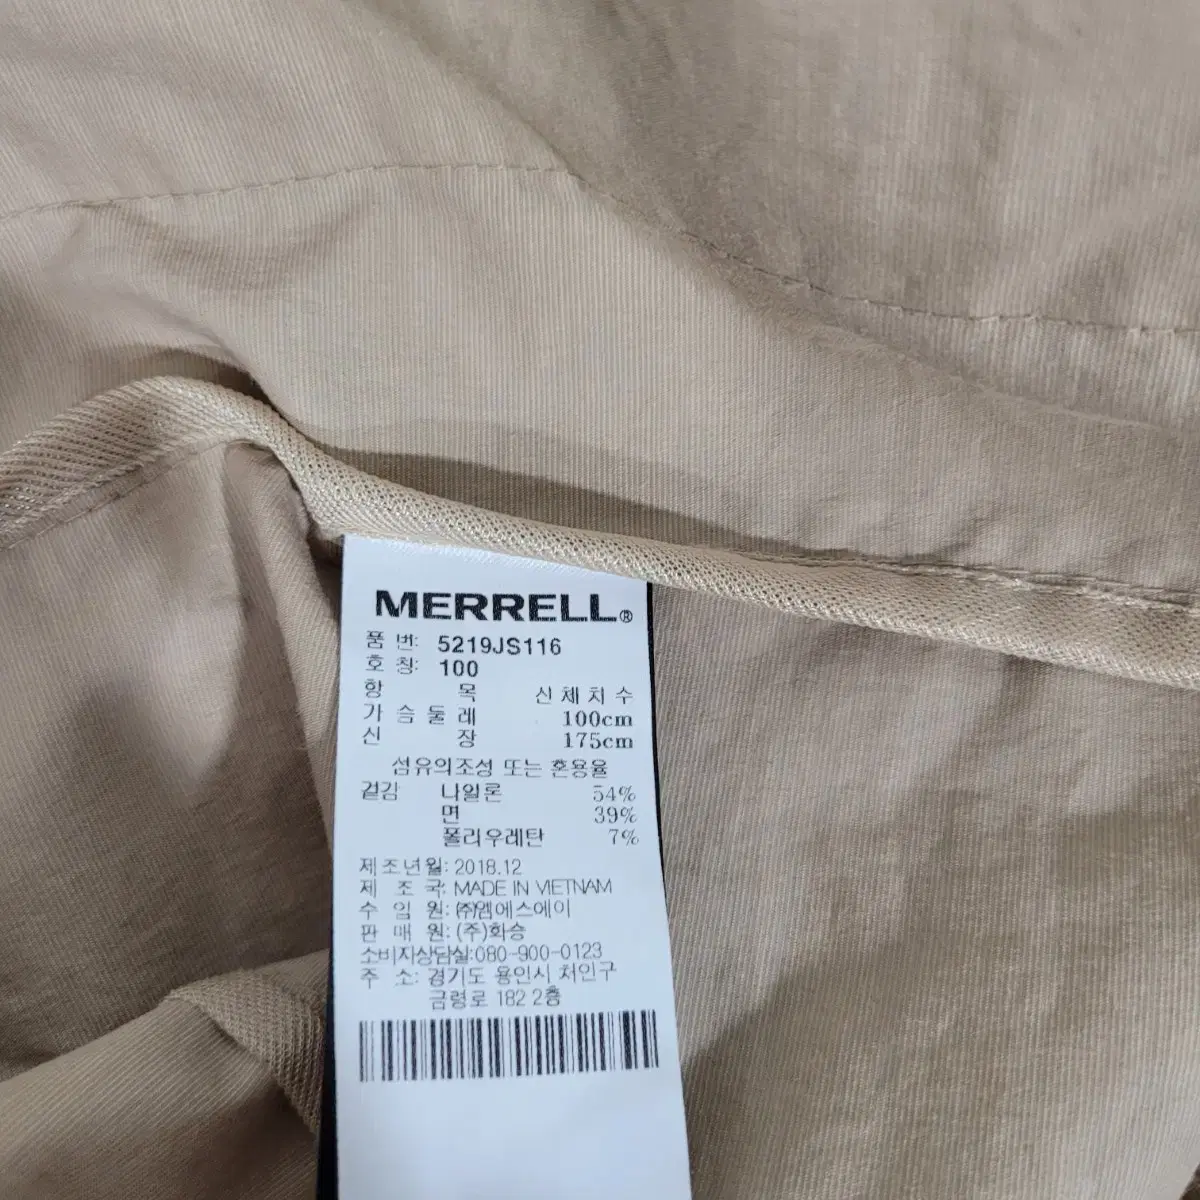 MERRELL®
품 번: 5219JS116
호 칭: 100
항 목 신체치수
가슴둘레 100cm
신 장 175cm
섬유의조성 또는 혼용율
겉감 나일론 54%
면 39%
폴리우레탄 7%
제조년월: 2018.12
제 조 국: MADE IN VIETNAM
수 입 원: (주)엠에스에이
판 매 원: (주)화승
소비자상담실:080-900-0123
주 소: 경기도 용인시 처인구
금령로 182 2층